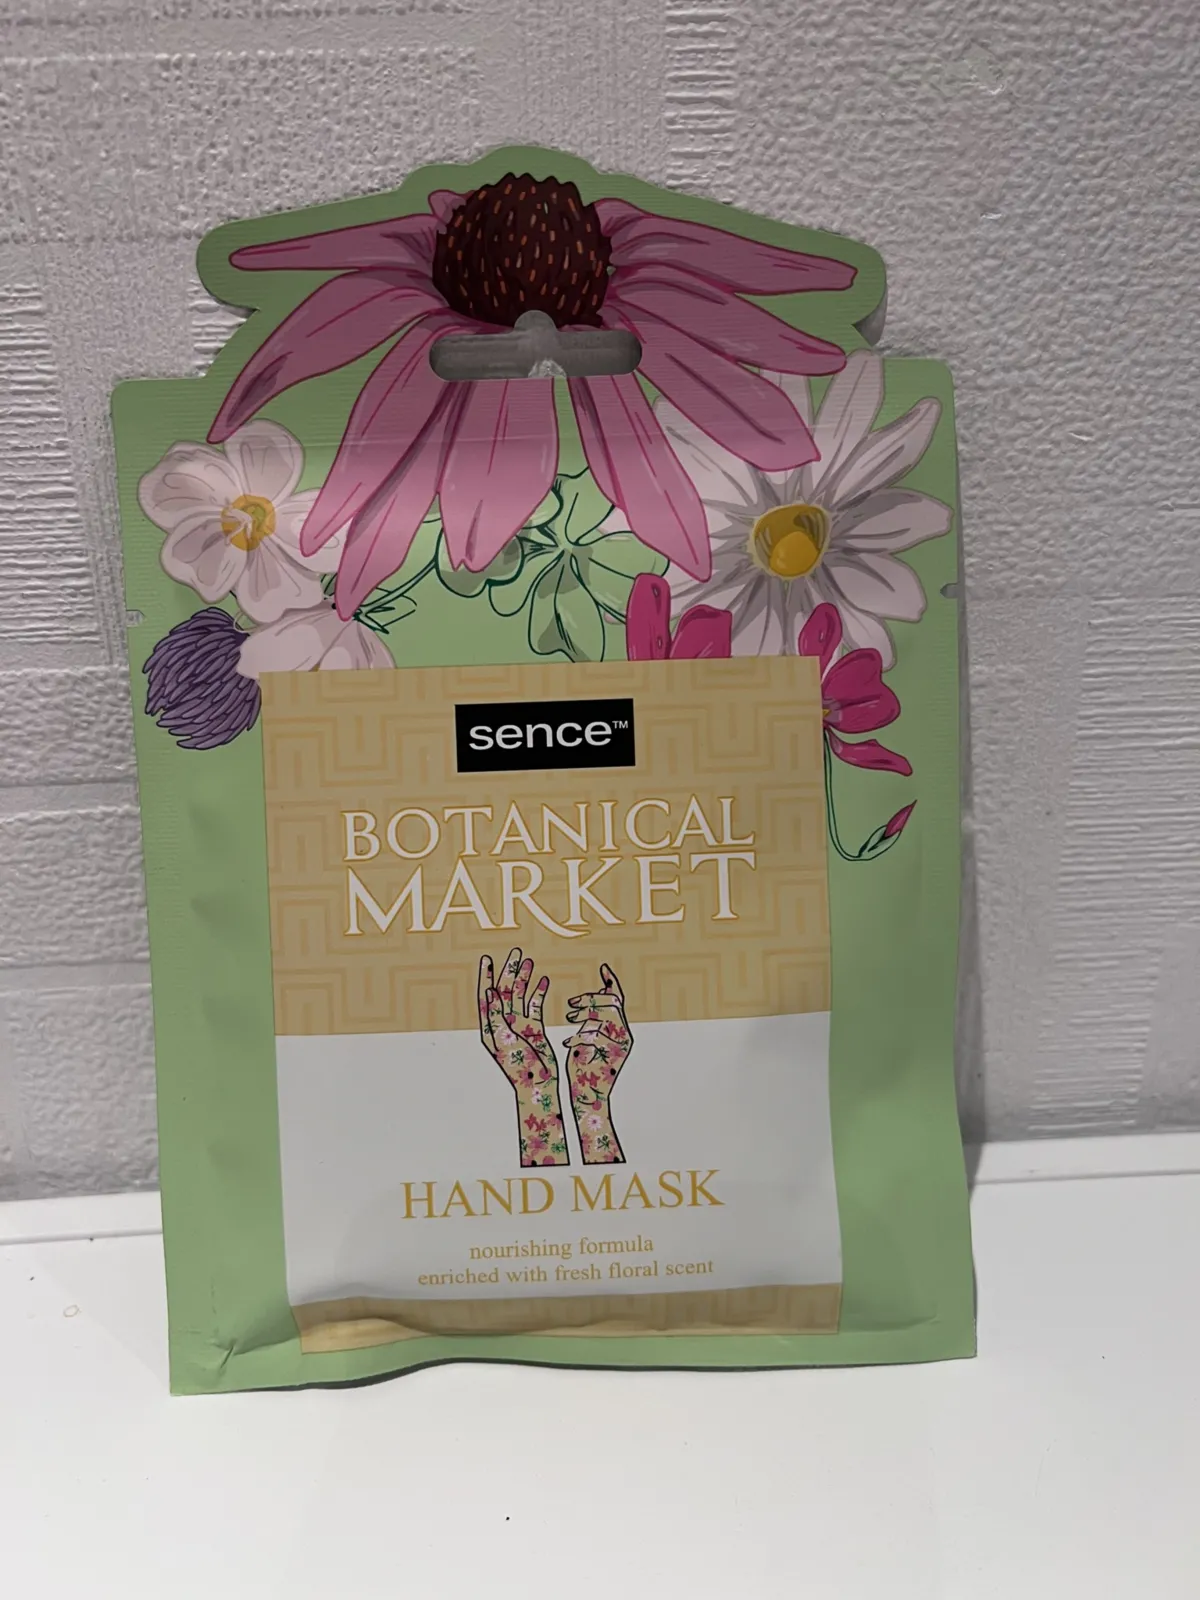 sence™
BOTANICAL
MARKET
HAND MASK
nourishing formula
enriched with fresh floral scent